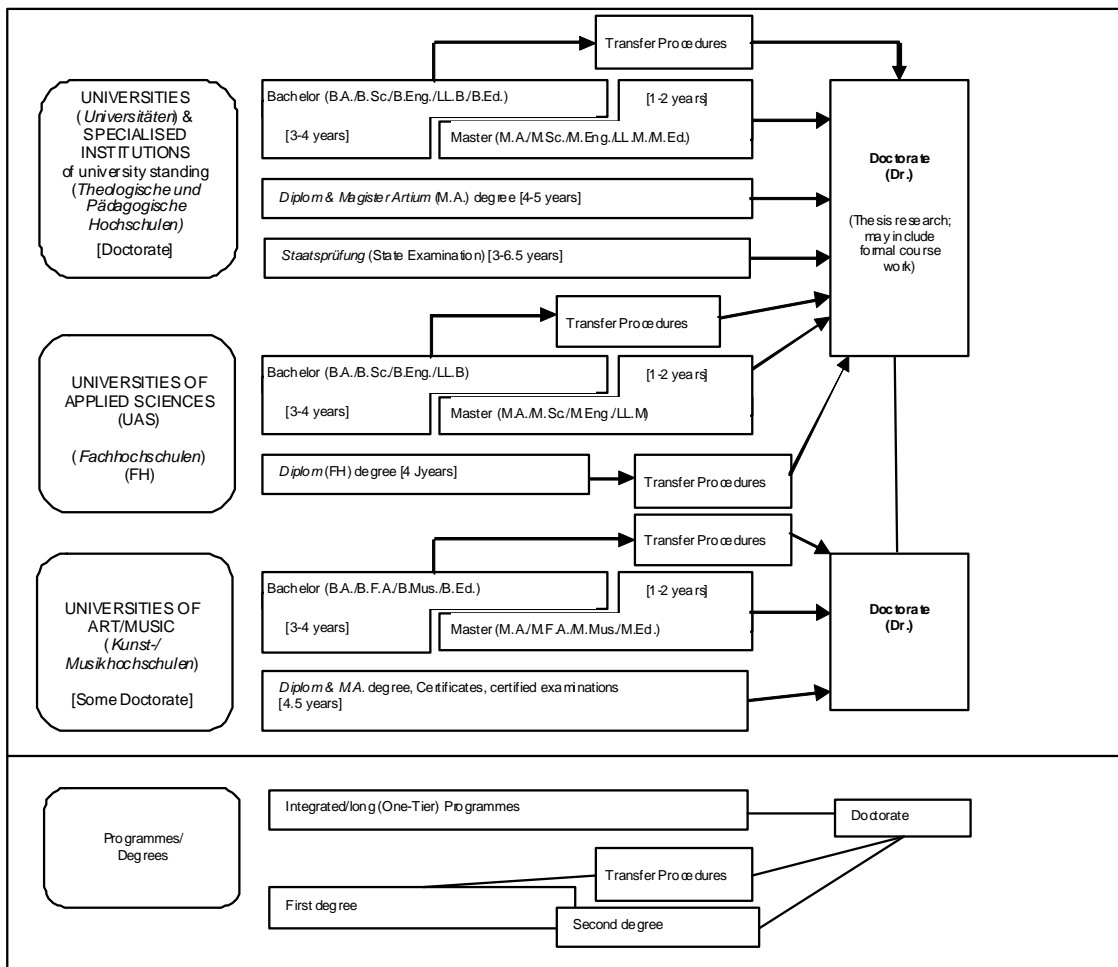 Transfer Procedures
UNIVERSITIES
(Universitäten) &
SPECIALISED
INSTITUTIONS
of university standing
(Theologische und
Pädagogische
Hochschulen)
[Doctorate]
Bachelor (B.A./B.Sc./B.Eng./LL.B./B.Ed.)
[3-4 years]
[1-2 years]
Master (M.A./M.Sc./M.Eng./LL.M./M.Ed.)
Diplom & Magister Artium (M.A.) degree [4-5 years]
Staatsprüfung (State Examination) [3-6.5 years]
Doctorate
(Dr.)
(Thesis research;
may include
formal course
work)
Transfer Procedures
UNIVERSITIES OF
APPLIED SCIENCES
(UAS)
(Fachhochschulen)
(FH)
Bachelor (B.A./B.Sc./B.Eng./LL.B)
[3-4 years]
[1-2 years]
Master (M.A./M.Sc./M.Eng./LL.M)
Diplom (FH) degree [4 Jyears]
Transfer Procedures
Transfer Procedures
UNIVERSITIES OF
ART/MUSIC
(Kunst-/
Musikhochschulen)
[Some Doctorate]
Bachelor (B.A./B.F.A./B.Mus./B.Ed.)
[3-4 years]
[1-2 years]
Master (M.A./M.F.A./M.Mus./M.Ed.)
Diplom & M.A. degree, Certificates, certified examinations
[4.5 years]
Doctorate
(Dr.)
Programmes/
Degrees
Integrated/long (One-Tier) Programmes
Doctorate
Transfer Procedures
First degree
Second degree